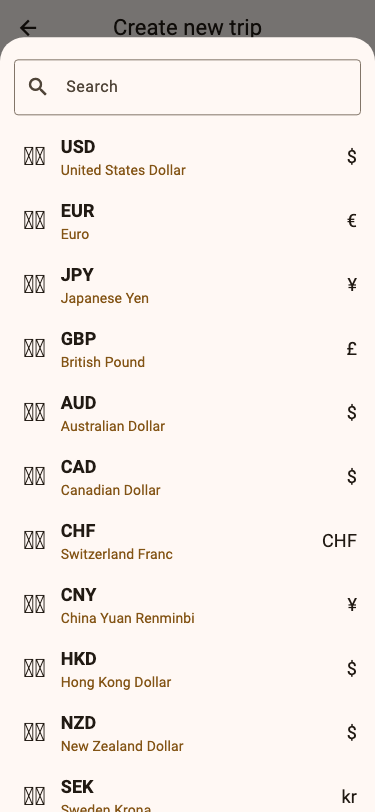 Create new trip
Search
USD
United States Dollar
$
EUR
Euro
€
JPY
Japanese Yen
¥
GBP
British Pound
£
AUD
Australian Dollar
$
CAD
Canadian Dollar
$
CHF
Switzerland Franc
CHF
CNY
China Yuan Renminbi
¥
HKD
Hong Kong Dollar
$
NZD
New Zealand Dollar
$
SEK
Sweden Krona
kr